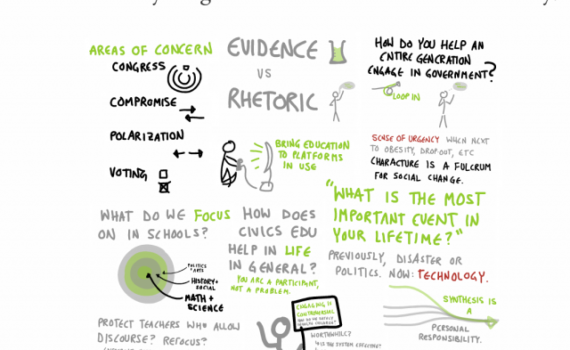 AREAS OF CONCERN
CONGRESS
COMPROMISE
POLARIZATION
VOTING
EVIDENCE
VS
RHETORIC
HOW DO YOU HELP AN
ENTIRE GENERATION
ENGAGE IN GOVERNMENT?
LOOP IN
BRING EDUCATION
TO PLATFORMS
IN USE
SENSE OF URGENCY WHEN NEXT
TO OBESITY, DROPOUT, ETC
CHARACTURE IS A FULCRUM
FOR SOCIAL CHANGE.
"WHAT IS THE MOST
IMPORTANT EVENT IN
YOUR LIFETIME?"
PREVIOUSLY, DISASTER OR
POLITICS. NOW: TECHNOLOGY.
WHAT DO WE FOCUS
ON IN SCHOOLS?
POLITICS
+ ARTS
HISTORY+
SOCIAL
MATH +
SCIENCE
HOW DOES
CIVICS EDU
HELP IN LIFE
IN GENERAL?
YOU ARE A PARTICIPANT,
NOT A PROBLEM.
SYNTHESIS IS
A
PERSONAL
RESPONSIBILITY.
PROTECT TEACHERS WHO ALLOW
DISCOURSE? REFOCUS?
ENGAGING IS
CONTROVERSIAL
WORTHWHILE?